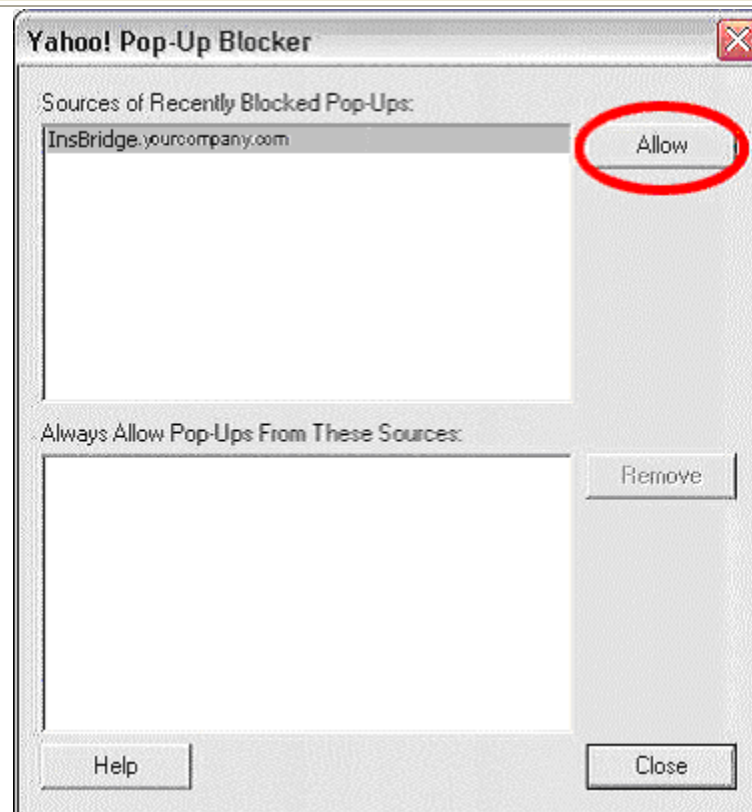 Yahoo! Pop-Up Blocker
Sources of Recently Blocked Pop-Ups:
InsBridge.yourcompany.com
Allow
Always Allow Pop-Ups From These Sources:
Remove
Help
Close